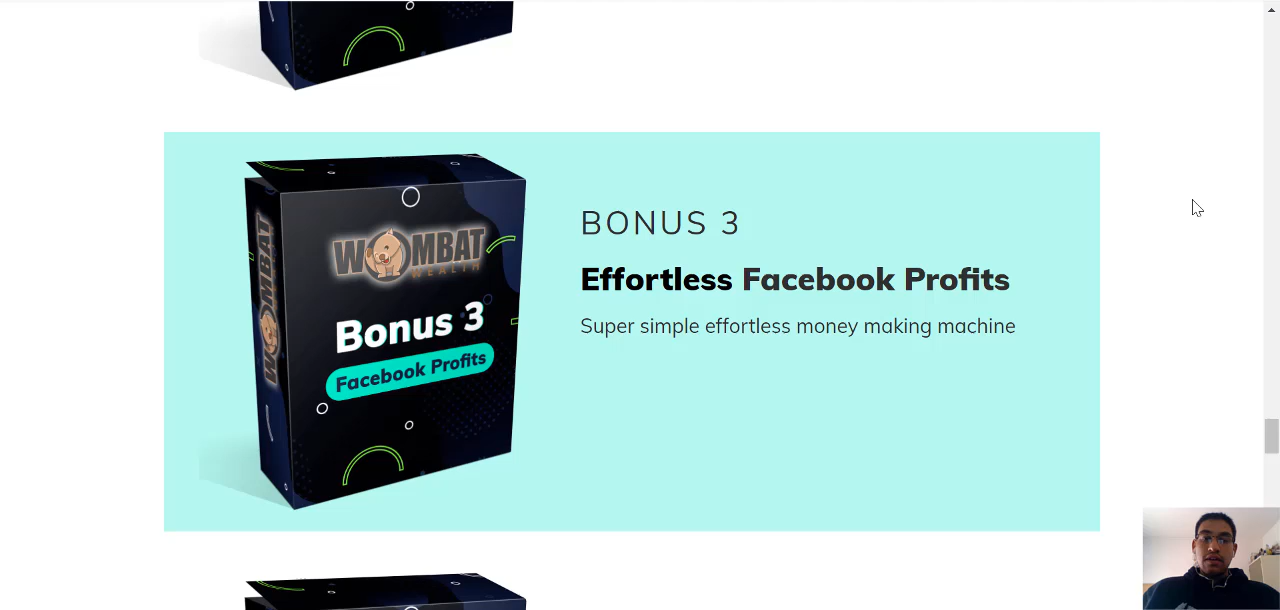 WOMBAT
WEALTH
WOMBAT
Bonus 3
Facebook Profits
BONUS 3
Effortless Facebook Profits
Super simple effortless money making machine